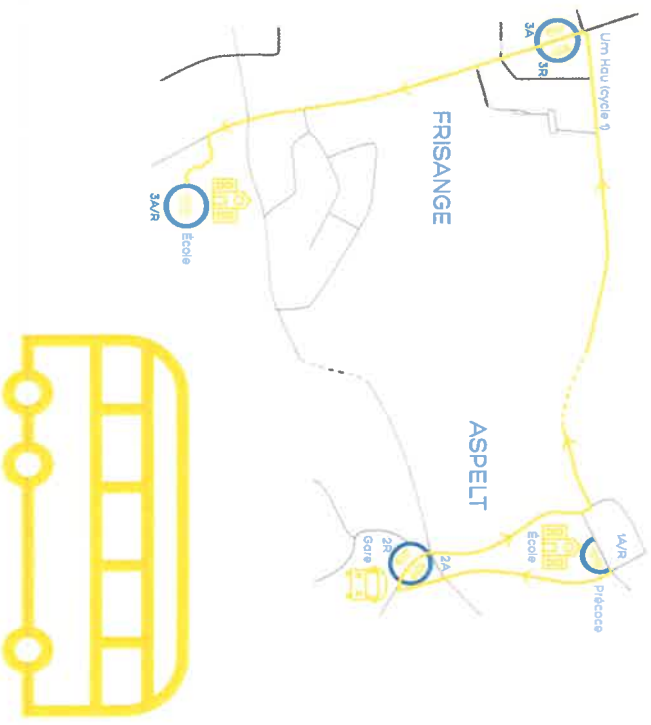 Um Hau (cycle 1)
3A
3R
FRISANGE
3A/R
École
ASPELT
1A/R
Précoce
École
2A
2R
Gare